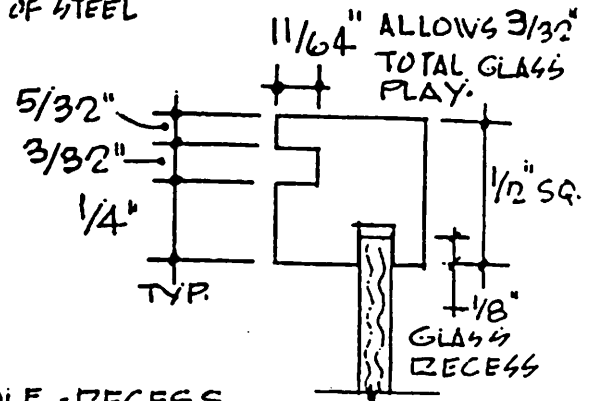 OF STEEL
11/64" ALLOWS 3/32"
TOTAL GLASS
PLAY.
5/32"
3/32"
1/4"
1/2" SQ.
TYP.
1/8"
GLASS
RECESS
RECESS